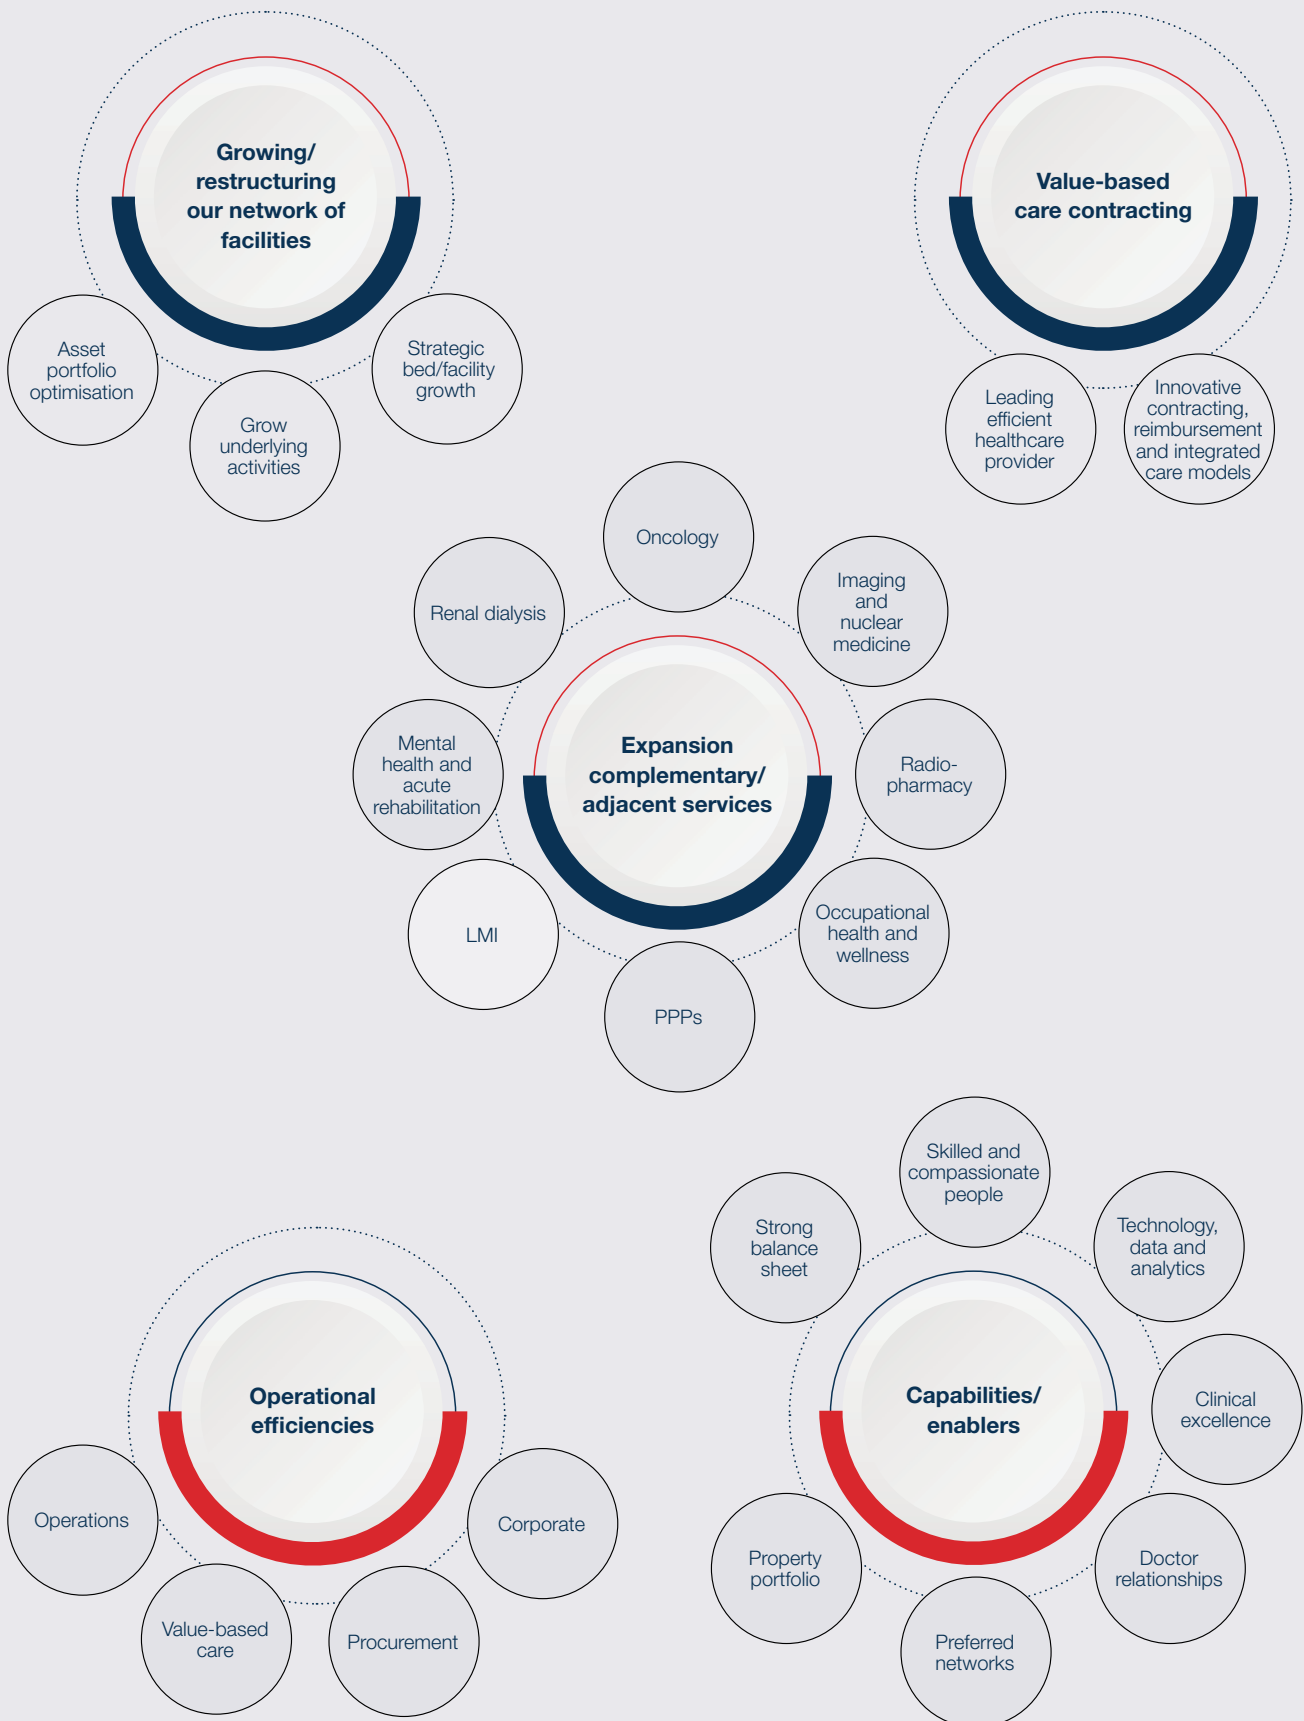 Growing/
restructuring
our network of
facilities
Asset
portfolio
optimisation
Grow
underlying
activities
Strategic
bed/facility
growth
Value-based
care contracting
Leading
efficient
healthcare
provider
Innovative
contracting,
reimbursement
and integrated
care models
Expansion
complementary/
adjacent services
Oncology
Imaging
and
nuclear
medicine
Radio-
pharmacy
Occupational
health and
wellness
PPPs
LMI
Mental
health and
acute
rehabilitation
Renal dialysis
Operational
efficiencies
Operations
Value-based
care
Procurement
Corporate
Capabilities/
enablers
Strong
balance
sheet
Skilled and
compassionate
people
Technology,
data and
analytics
Clinical
excellence
Doctor
relationships
Preferred
networks
Property
portfolio